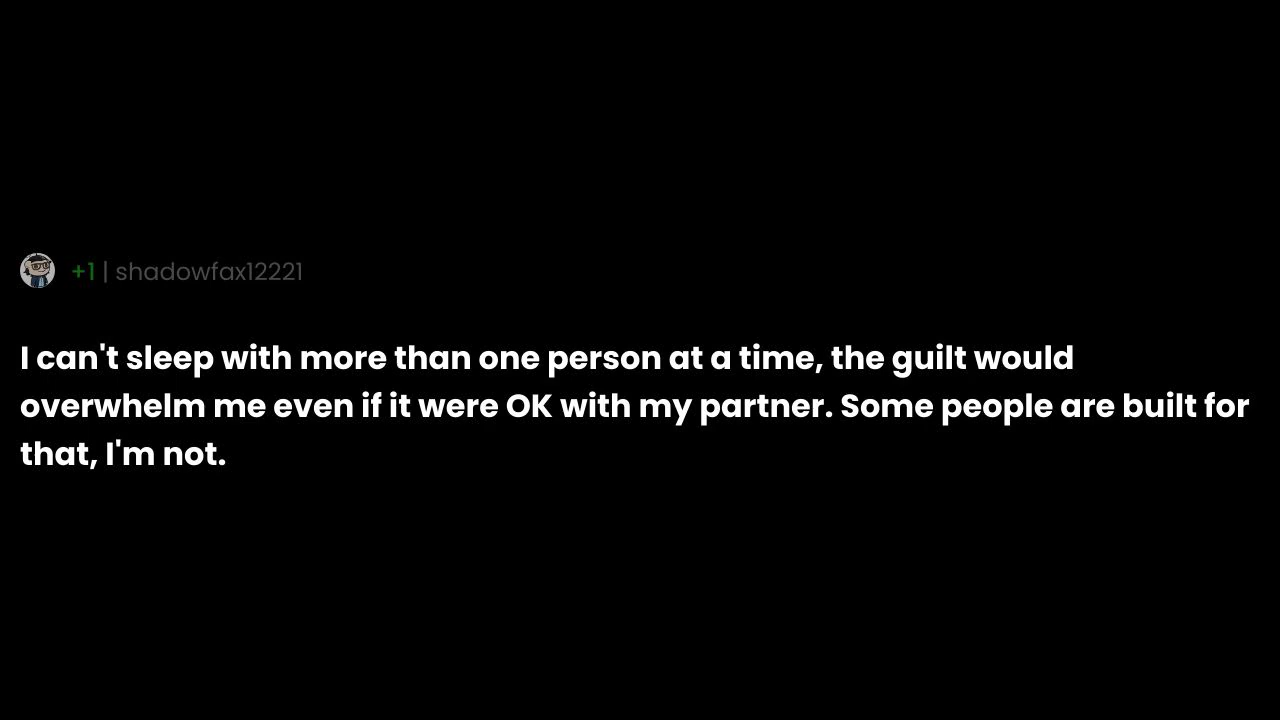 +1 | shadowfax12221
I can't sleep with more than one person at a time, the guilt would
overwhelm me even if it were OK with my partner. Some people are built for
that, I'm not.